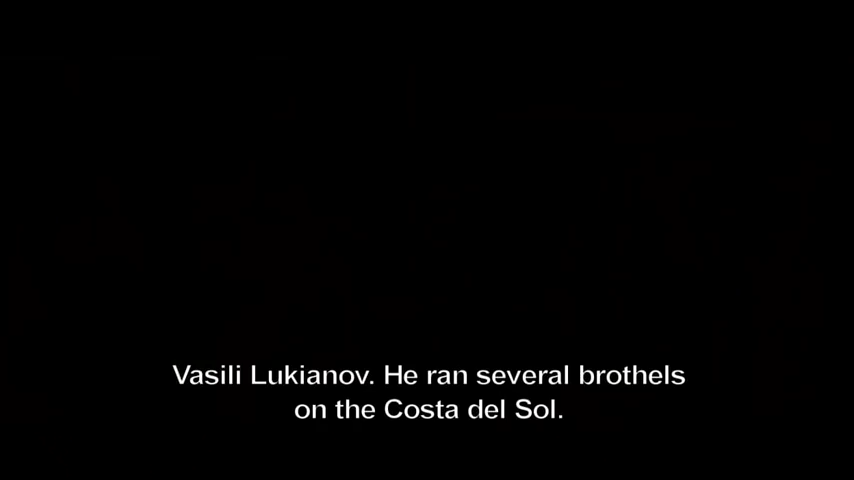 Vasili Lukianov. He ran several brothels
on the Costa del Sol.